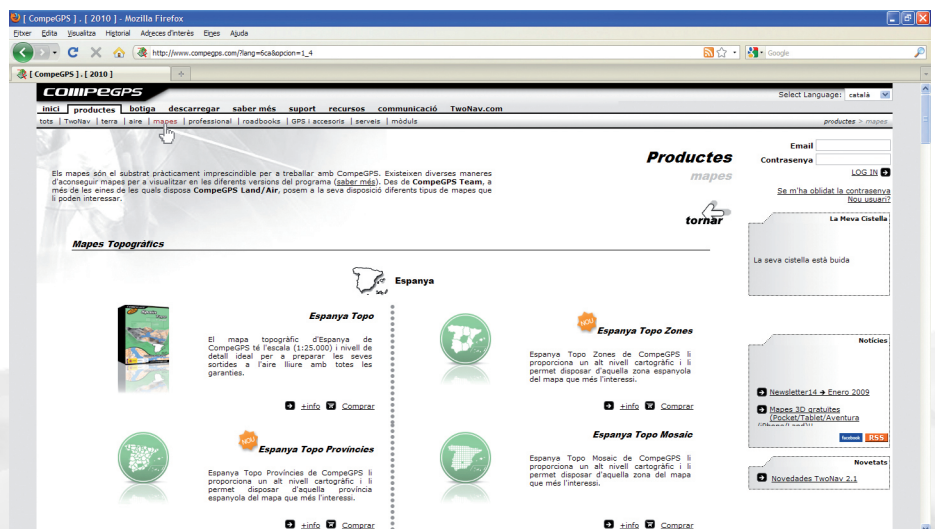 [ CompeGPS ] . [ 2010 ] - Mozilla Firefox
Fitxer Edita Visualitza Historial Adreces d'interès Eines Ajuda
http://www.compegps.com/?lang=6ca&opcion=1_4
Google
[ CompeGPS ] . [ 2010 ]
COMPEGPS
Select Language: català
inici productes botiga descarregar saber més suport recursos communicació TwoNav.com
tots | TwoNav | terra | aire | mapes | professional | roadbooks | GPS i accesoris | serveis | mòduls
productes > mapes
Productes
mapes
Els mapes són el substrat pràcticament imprescindible per a treballar amb CompeGPS. Existeixen diverses maneres
d'aconseguir mapes per a visualitzar en les diferents versions del programa (saber més). Des de CompeGPS Team, a
més de les eines de les quals disposa CompeGPS Land/Air, posem a la seva disposició diferents tipus de mapes que
li poden interessar.
tornar
Email
Contrasenya
LOG IN
Se m'ha oblidat la contrasenya
Nou usuari?
La Meva Cistella
La seva cistella està buida
Mapes Topogràfics
Espanya
Espanya Topo
El mapa topogràfic d'Espanya de
CompeGPS té l'escala (1:25.000) i nivell de
detall ideal per a preparar les seves
sortides a l'aire lliure amb totes les
garanties.
+info Comprar
NOU
Espanya Topo Zones
Espanya Topo Zones de CompeGPS li
proporciona un alt nivell cartogràfic i li
permet disposar d'aquella zona espanyola
del mapa que més l'interessi.
+info Comprar
NOU
Espanya Topo Províncies
Espanya Topo Províncies de CompeGPS li
proporciona un alt nivell cartogràfic i li
permet disposar d'aquella província
espanyola del mapa que més l'interessi.
+info Comprar
Espanya Topo Mosaic
Espanya Topo Mosaic de CompeGPS li
proporciona un alt nivell cartogràfic i li
permet disposar d'aquella zona del mapa
que més l'interessi.
+info Comprar
Notícies
Newsletter14 → Enero 2009
Mapes 3D gratuïtes
(Pocket/Tablet/Aventura
facebook RSS
Novetats
Novedades TwoNav 2.1